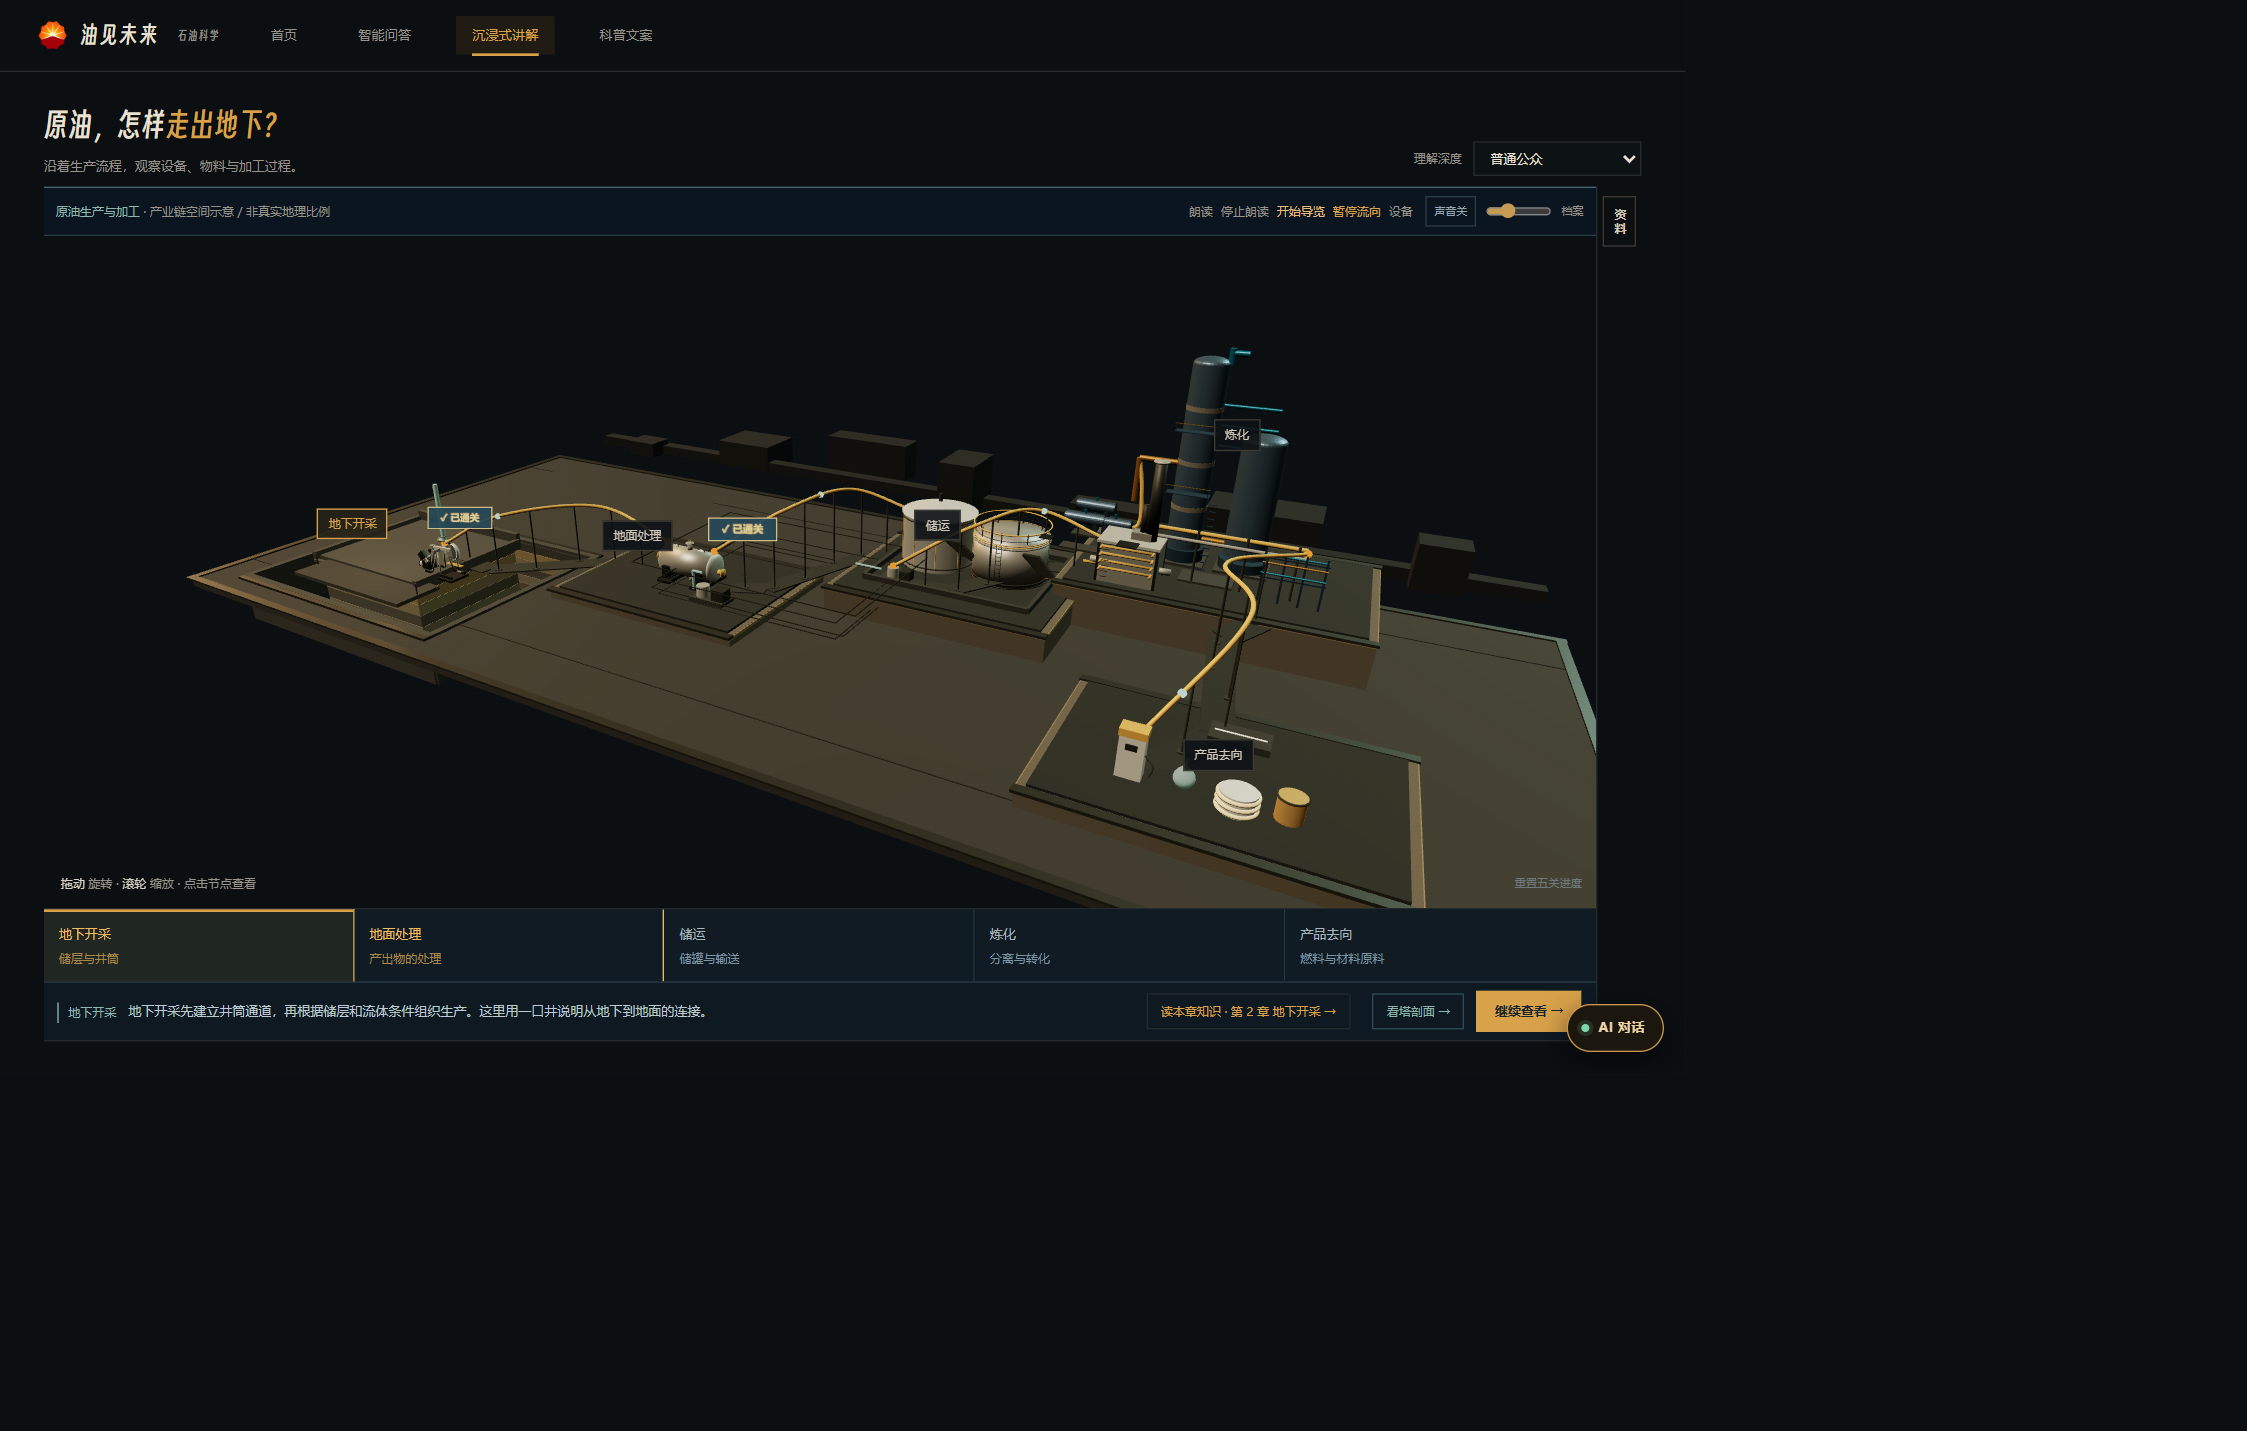 油见未来 石油科学 首页 智能问答 沉浸式讲解 科普文案
原油，怎样走出地下？
沿着生产流程，观察设备、物料与加工过程。
理解深度 普通公众
原油生产与加工 · 产业链空间示意 / 非真实地理比例
朗读 停止朗读 开始导览 暂停流向 设备 声音关 档案
资料
炼化
地下开采
✓ 已通关
地面处理
✓ 已通关
储运
产品去向
拖动 旋转 · 滚轮 缩放 · 点击节点查看
重置五关进度
地下开采
储层与井筒
地面处理
产出物的处理
储运
储罐与输送
炼化
分离与转化
产品去向
燃料与材料原料
地下开采 地下开采先建立井筒通道，再根据储层和流体条件组织生产。这里用一口井说明从地下到地面的连接。
读本章知识 · 第 2 章 地下开采 →
看塔剖面 →
继续查看 →
AI 对话